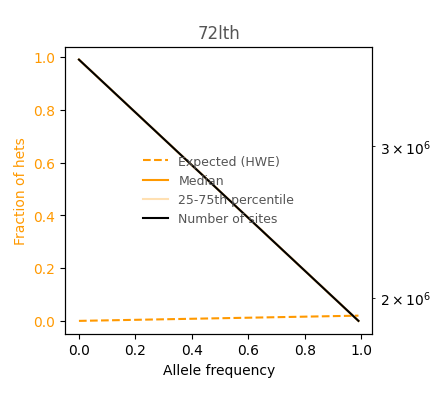 72lth
1.0
0.8
0.6
0.4
0.2
0.0
Fraction of hets
Expected (HWE)
Median
25-75th percentile
Number of sites
3 × 10⁶
2 × 10⁶
0.0 0.2 0.4 0.6 0.8 1.0
Allele frequency